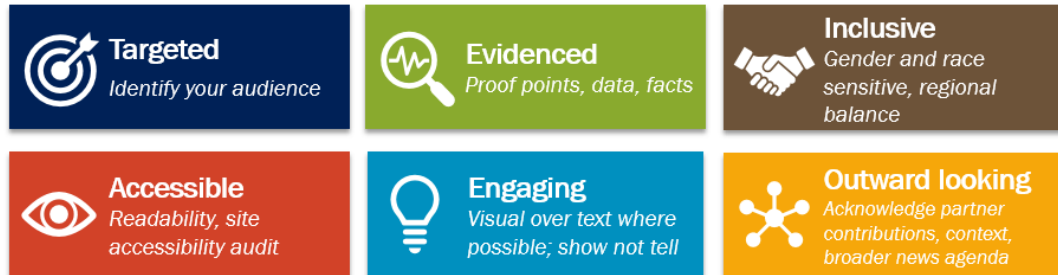 Targeted
Identify your audience
Evidenced
Proof points, data, facts
Inclusive
Gender and race
sensitive, regional
balance
Accessible
Readability, site
accessibility audit
Engaging
Visual over text where
possible; show not tell
Outward looking
Acknowledge partner
contributions, context,
broader news agenda